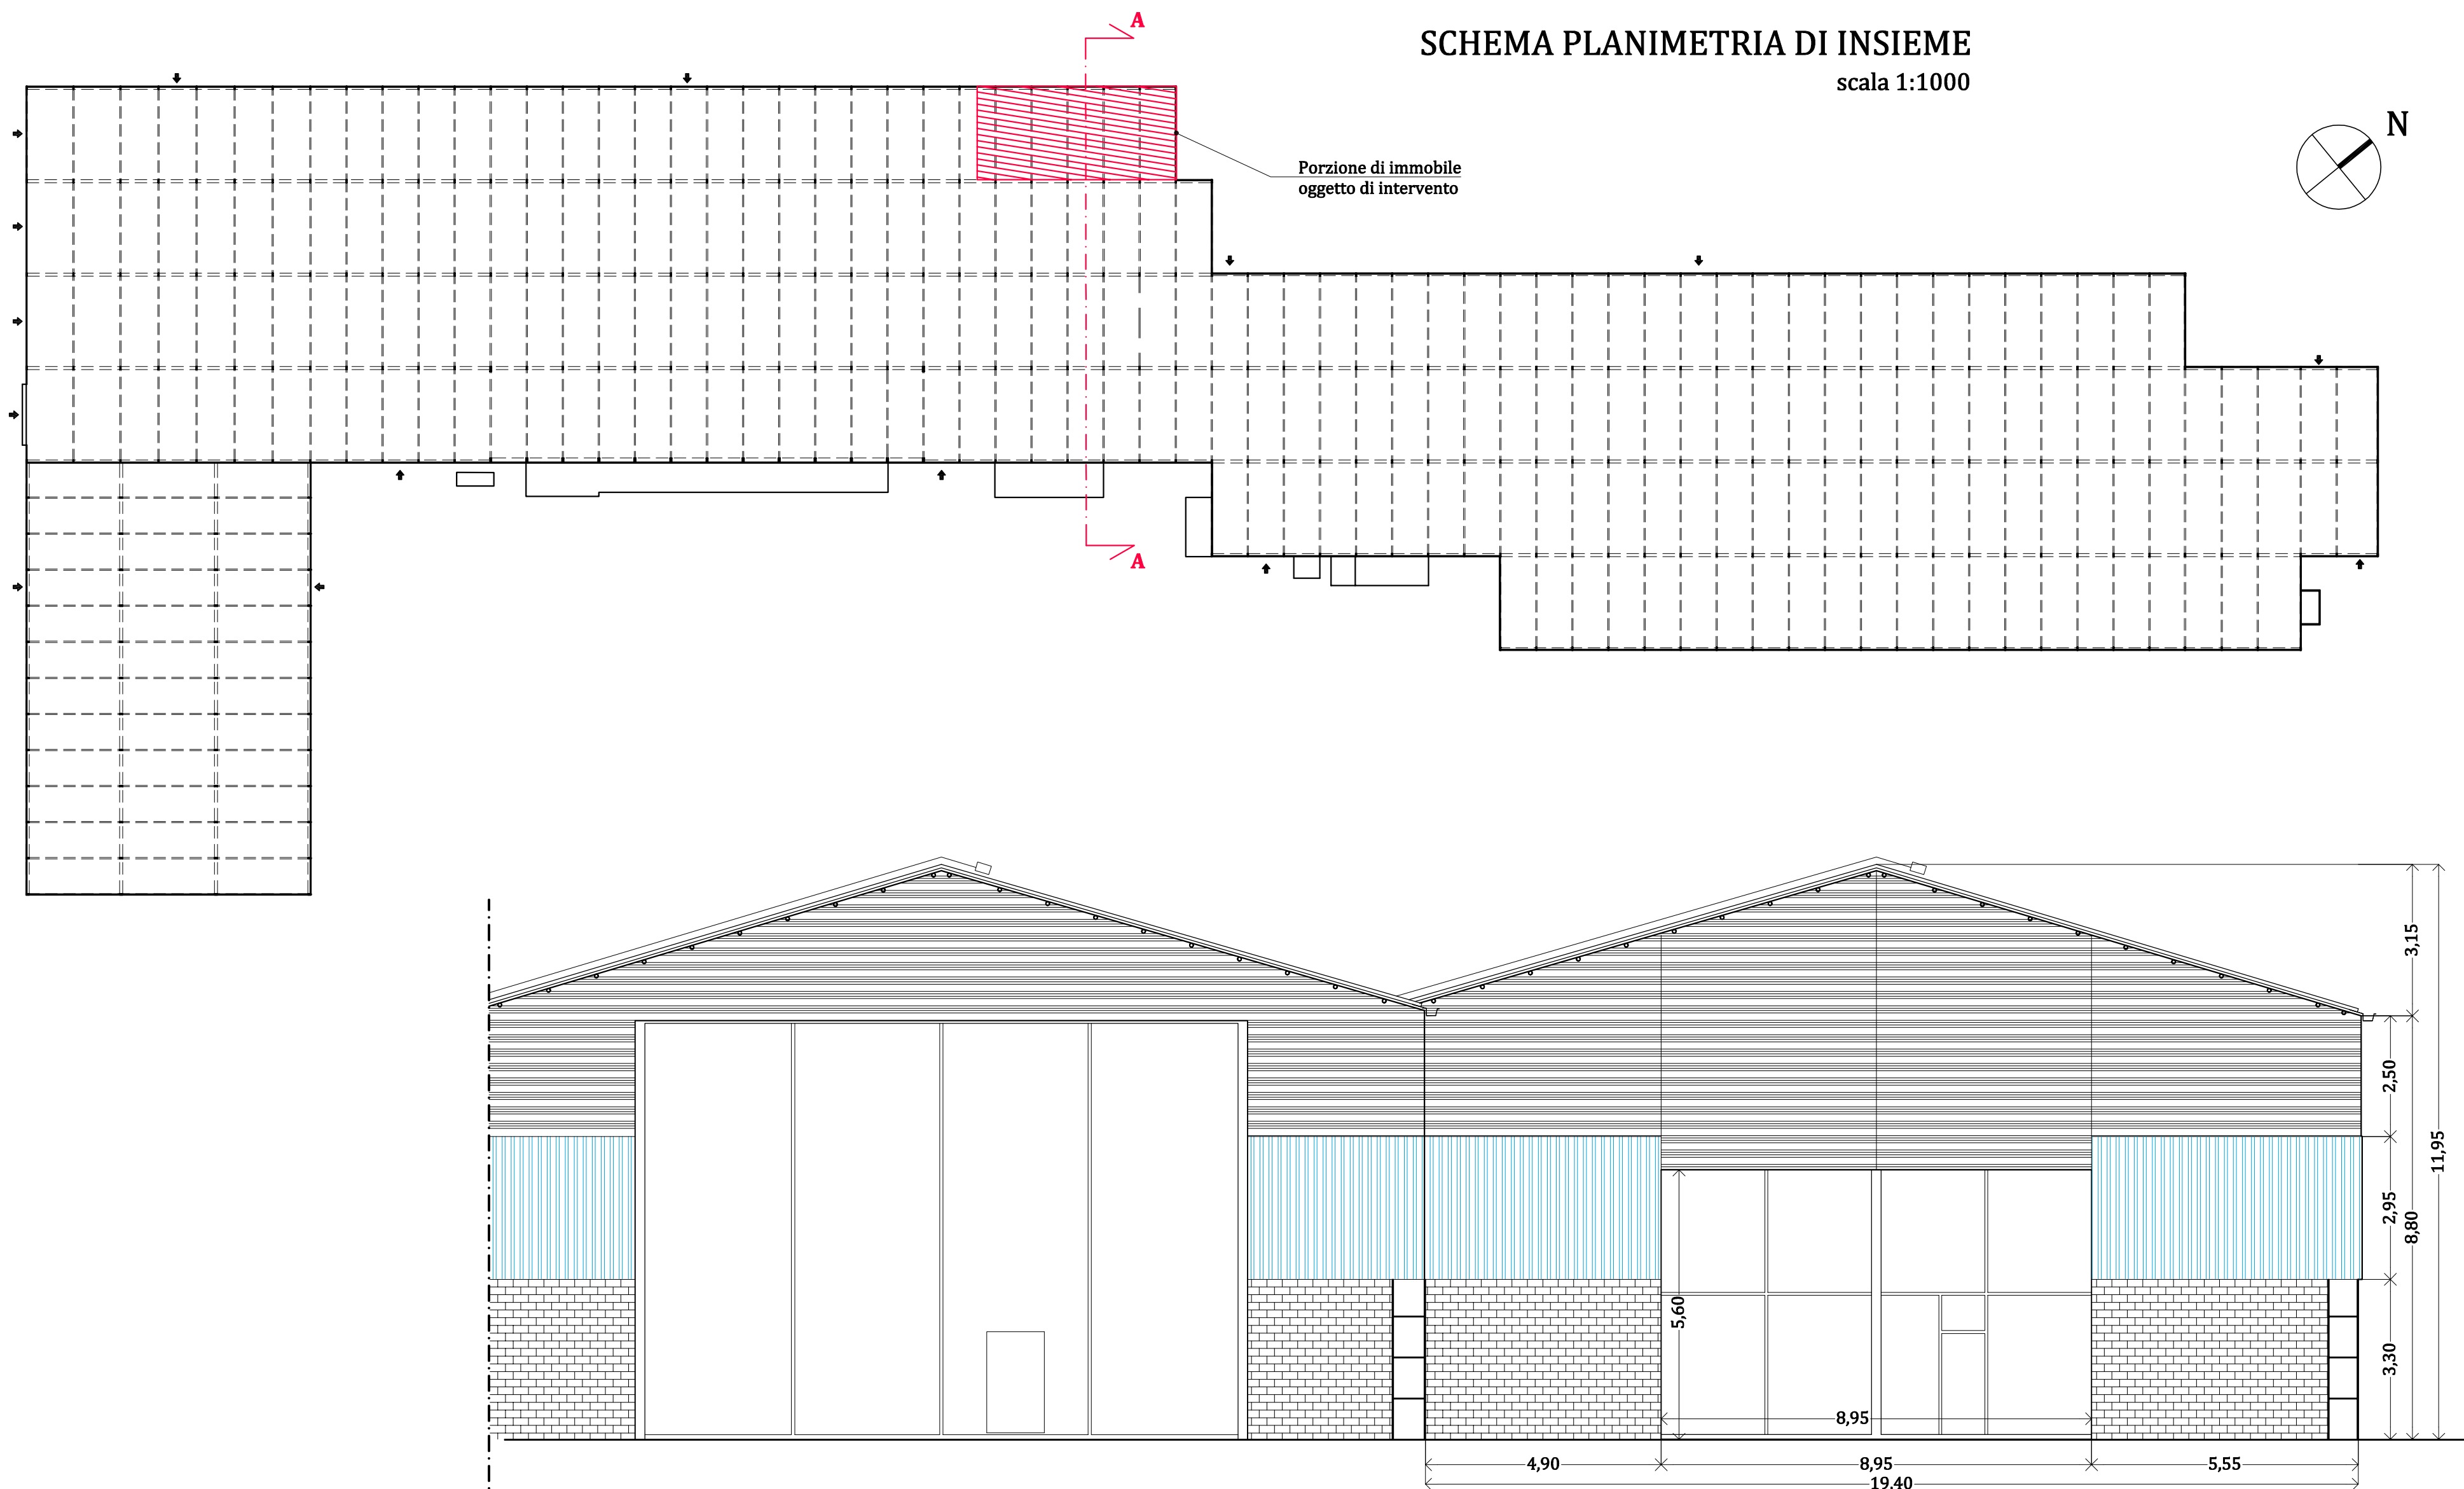 A
SCHEMA PLANIMETRIA DI INSIEME
scala 1:1000
N
Porzione di immobile
oggetto di intervento
A
3,15
2,50
11,95
2,95
8,80
5,60
3,30
8,95
4,90
8,95
5,55
19,40